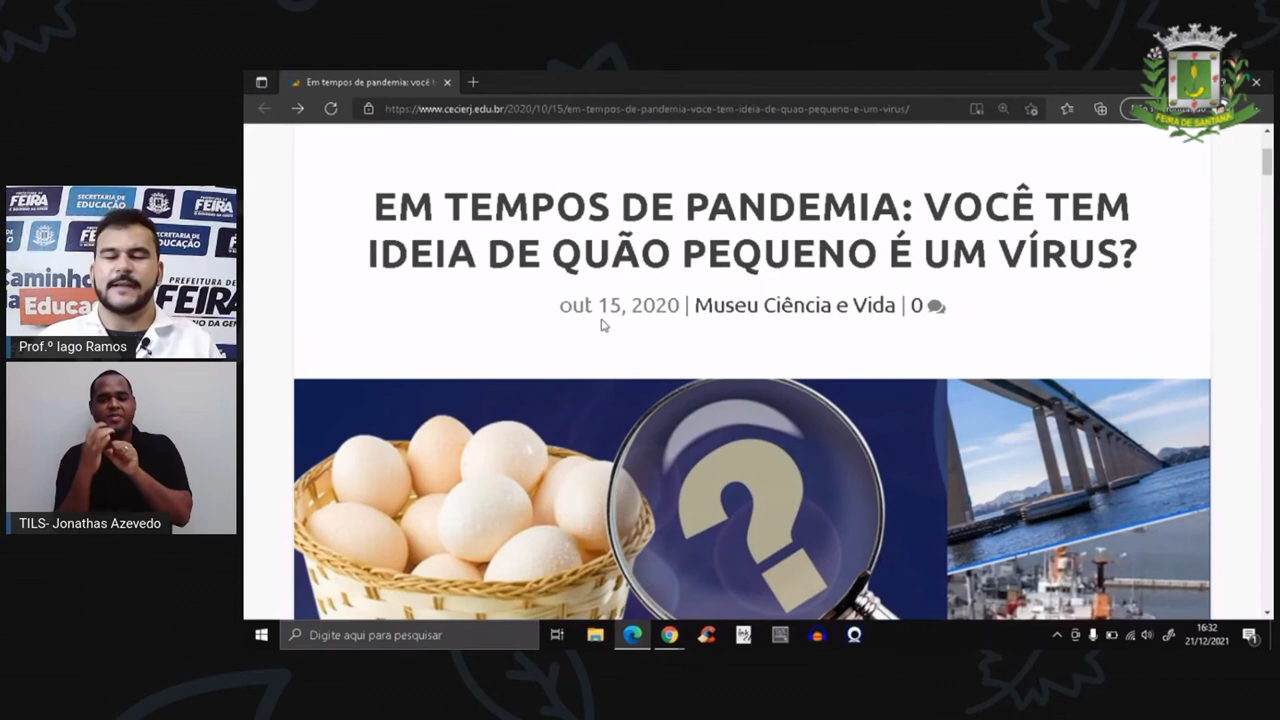 Em tempos de pandemia: você t
https://www.cecierj.edu.br/2020/10/15/em-tempos-de-pandemia-voce-tem-ideia-de-quao-pequeno-e-um-virus/
FEIRA DE SANTANA
EM TEMPOS DE PANDEMIA: VOCÊ TEM
IDEIA DE QUÃO PEQUENO É UM VÍRUS?
out 15, 2020 | Museu Ciência e Vida | 0
?
PREFEITURA DE
FEIRA
SECRETARIA DE
EDUCAÇÃO
FEIRA
Caminho
Educa
PREFEITURA DE
FEIRA
Prof.º Iago Ramos
TILS- Jonathas Azevedo
Digite aqui para pesquisar
16:32
21/12/2021